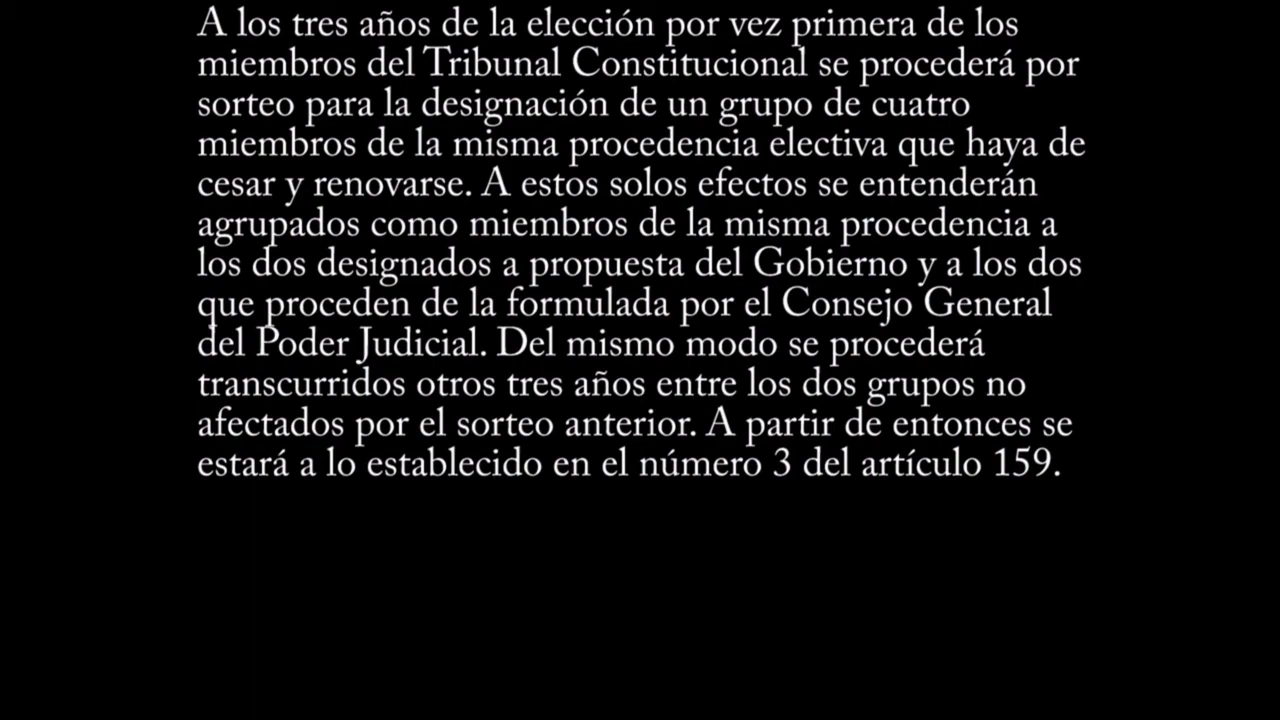 A los tres años de la elección por vez primera de los
miembros del Tribunal Constitucional se procederá por
sorteo para la designación de un grupo de cuatro
miembros de la misma procedencia electiva que haya de
cesar y renovarse. A estos solos efectos se entenderán
agrupados como miembros de la misma procedencia a
los dos designados a propuesta del Gobierno y a los dos
que proceden de la formulada por el Consejo General
del Poder Judicial. Del mismo modo se procederá
transcurridos otros tres años entre los dos grupos no
afectados por el sorteo anterior. A partir de entonces se
estará a lo establecido en el número 3 del artículo 159.